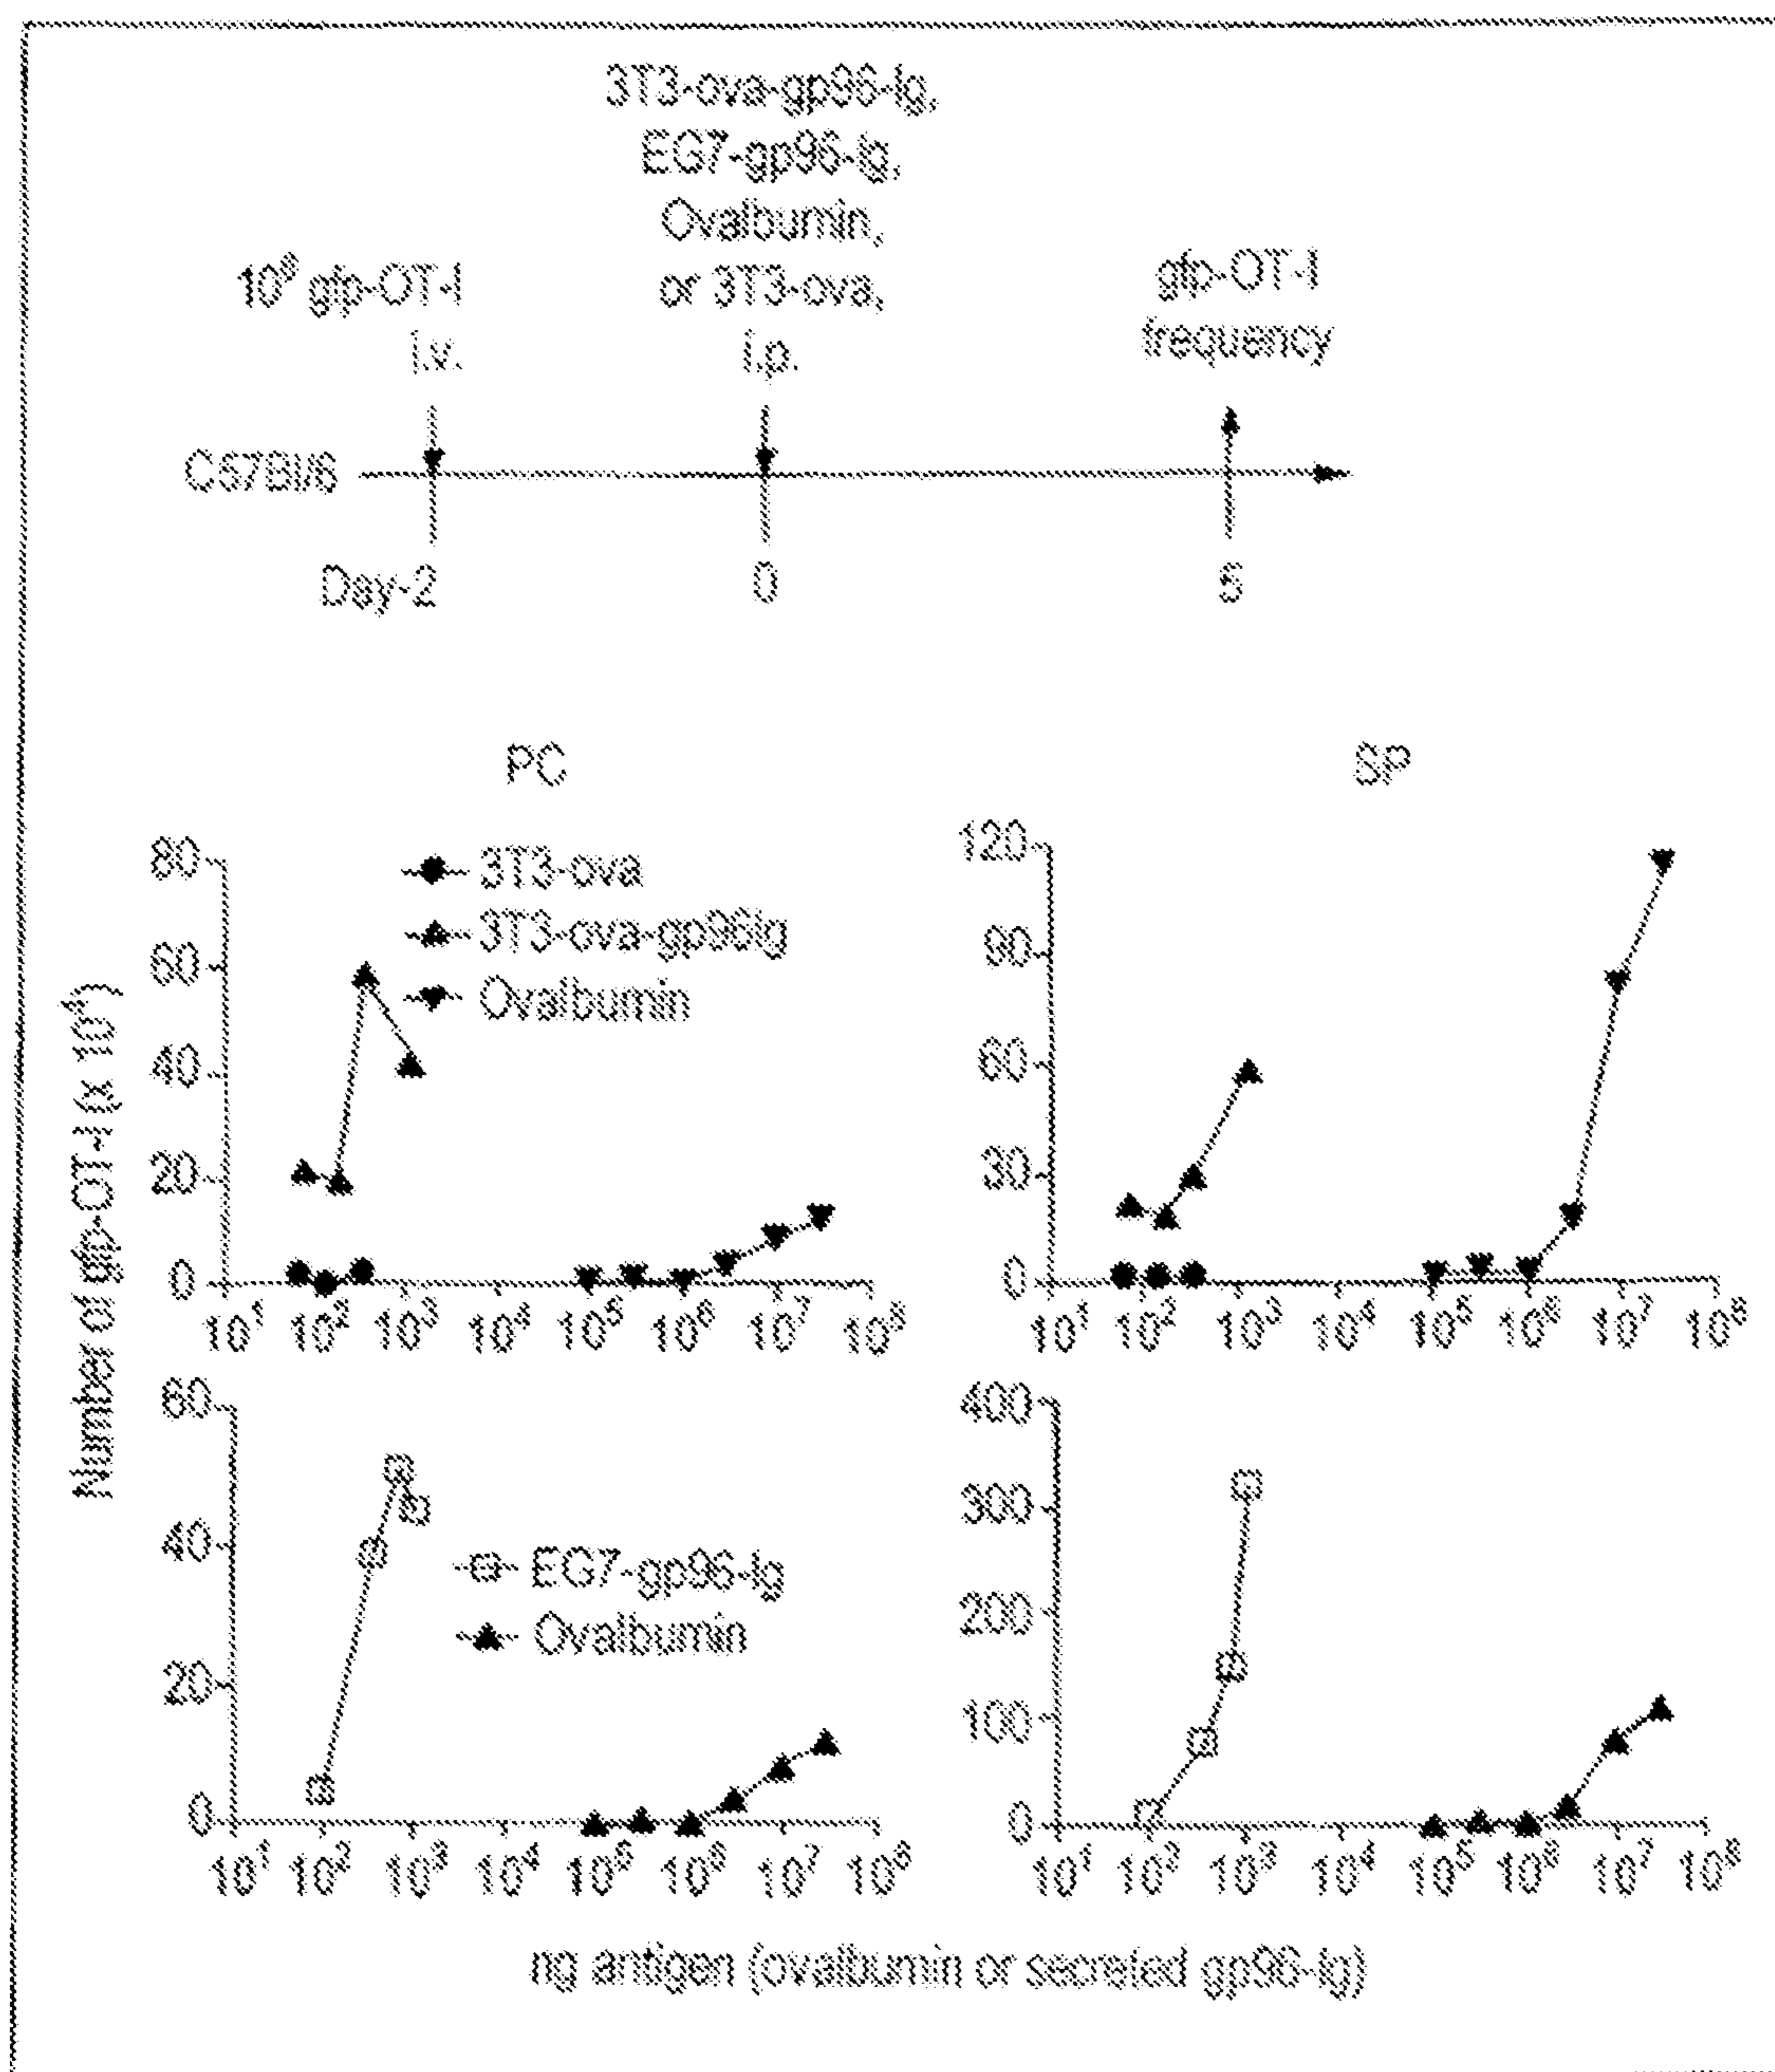 3T3-ova-gp96-Ig,
EG7-gp96-Ig,
Ovalbumin,
or 3T3-ova,
i.p.
gfp-OT-I
i.v.
gfp-OT-I
frequency
C57Bl/6
Day-2
0
5
PC
SP
Number of gfp-OT-I (x 10⁴)
80
60
40
20
0
3T3-ova
3T3-ova-gp96Ig
Ovalbumin
10¹ 10² 10³ 10⁴ 10⁵ 10⁶ 10⁷ 10⁸
120
90
60
30
0
10¹ 10² 10³ 10⁴ 10⁵ 10⁶ 10⁷ 10⁸
60
40
20
0
EG7-gp96-Ig
Ovalbumin
10¹ 10² 10³ 10⁴ 10⁵ 10⁶ 10⁷ 10⁸
400
300
200
100
0
10¹ 10² 10³ 10⁴ 10⁵ 10⁶ 10⁷ 10⁸
ng antigen (ovalbumin or secreted gp96-Ig)